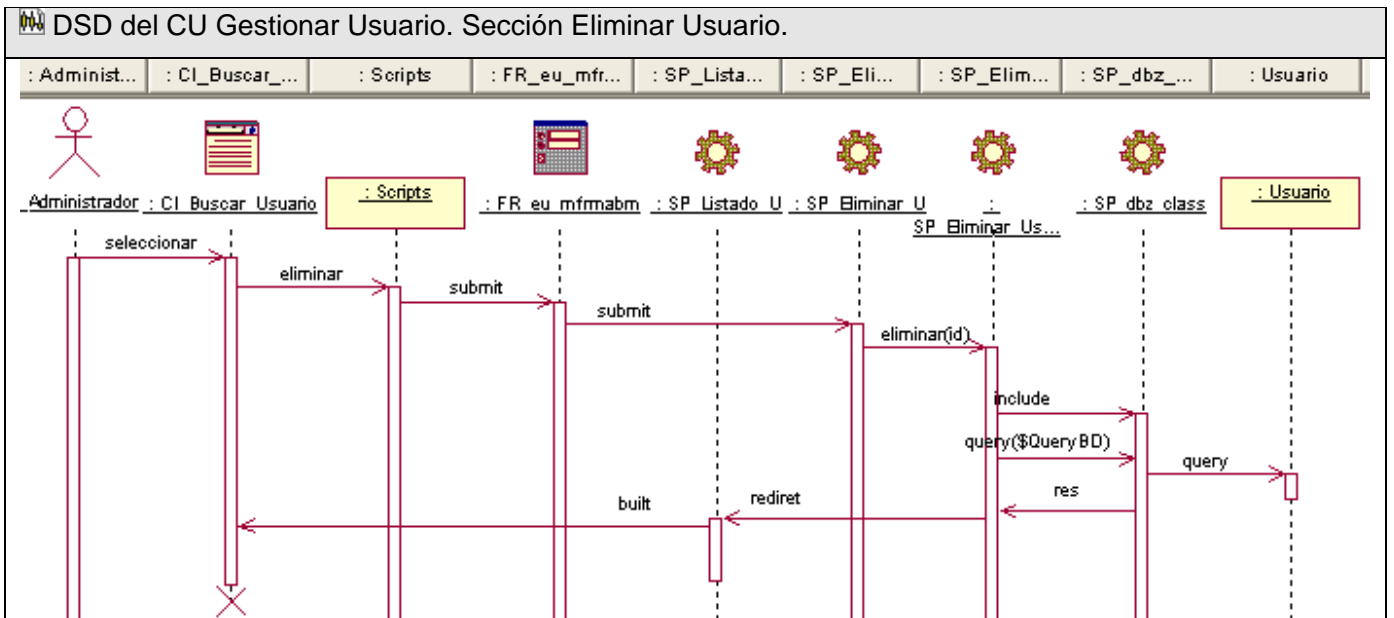 DSD del CU Gestionar Usuario. Sección Eliminar Usuario.
: Administ... : CI_Buscar_... : Scripts : FR_eu_mfr... : SP_Lista... : SP_Eli... : SP_Elim... : SP_dbz_... : Usuario
: Scripts
: Usuario
Administrador : CI_Buscar_Usuario : FR_eu_mfrmabm : SP_Listado_U : SP_Eliminar_U : : SP_dbz_class
SP_Eliminar_Us...
seleccionar
eliminar
submit
submit
eliminar(id)
include
query($QueryBD)
query
res
rediret
built